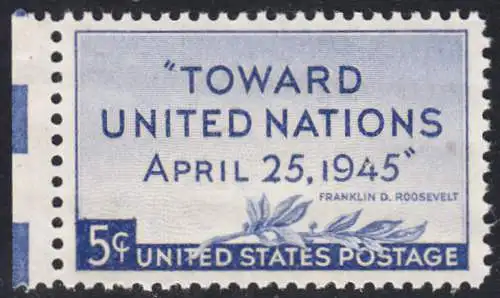 "TOWARD
UNITED NATIONS
APRIL 25, 1945"
FRANKLIN D. ROOSEVELT
5¢ UNITED STATES POSTAGE